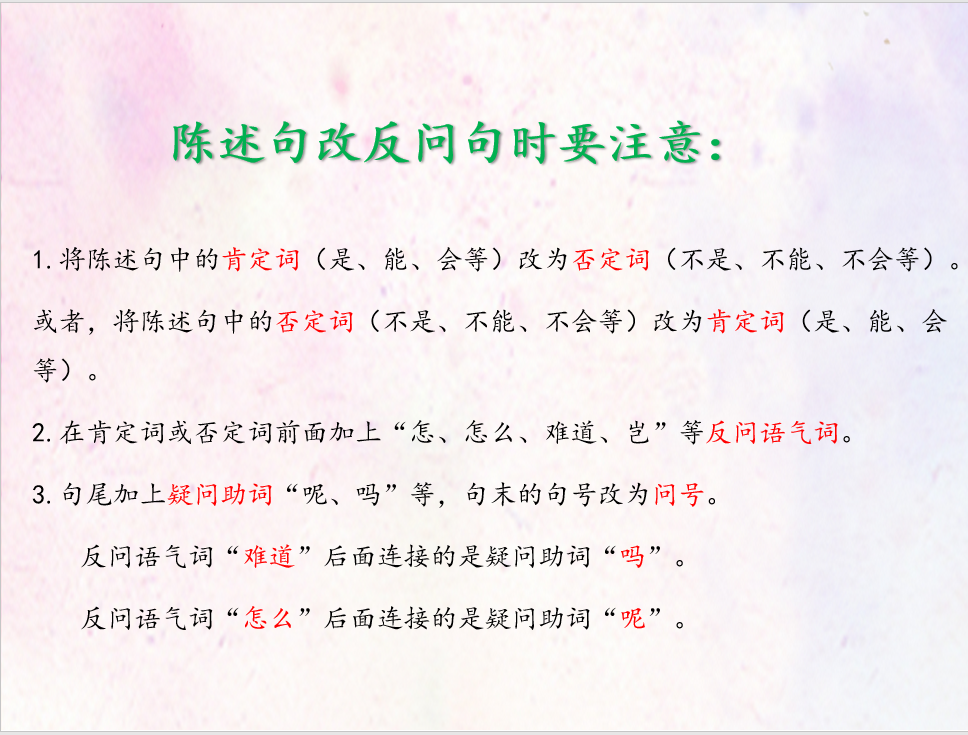 陈述句改反问句时要注意：
1.将陈述句中的肯定词（是、能、会等）改为否定词（不是、不能、不会等）。
或者，将陈述句中的否定词（不是、不能、不会等）改为肯定词（是、能、会
等）。
2.在肯定词或否定词前面加上“怎、怎么、难道、岂”等反问语气词。
3.句尾加上疑问助词“呢、吗”等，句末的句号改为问号。
反问语气词“难道”后面连接的是疑问助词“吗”。
反问语气词“怎么”后面连接的是疑问助词“呢”。